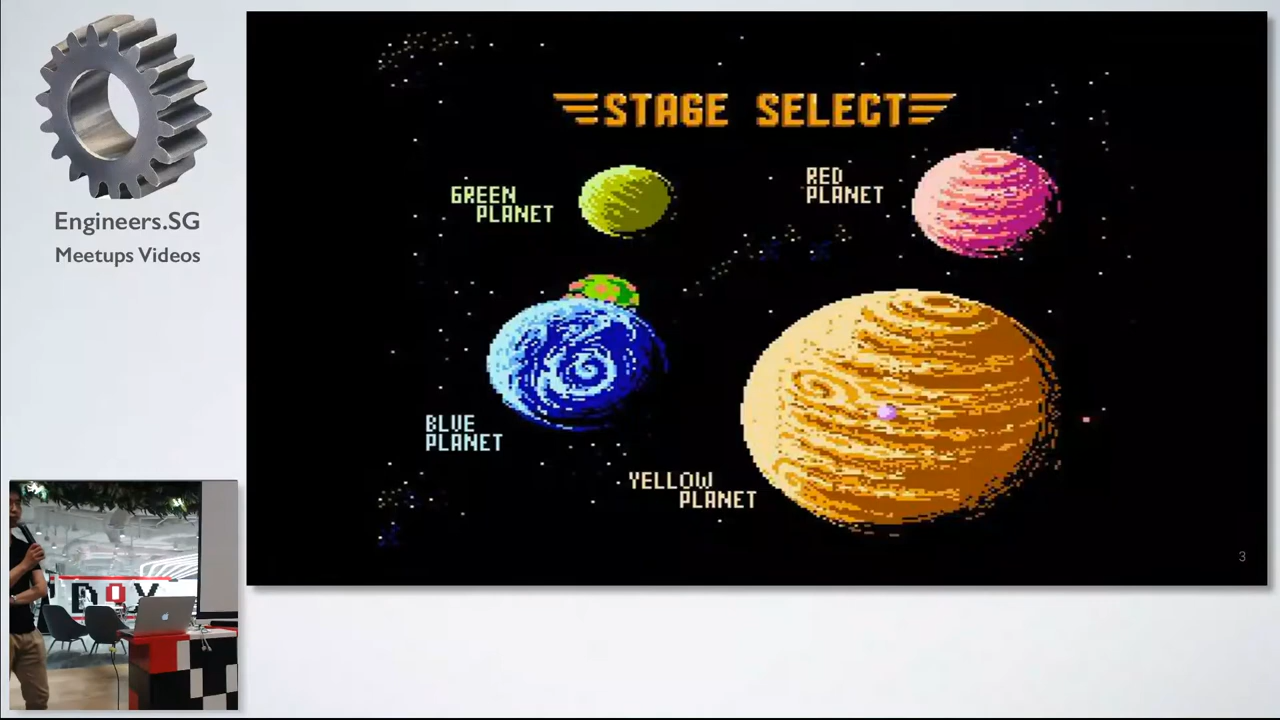 Engineers.SG
Meetups Videos
STAGE SELECT
GREEN
PLANET
RED
PLANET
BLUE
PLANET
YELLOW
PLANET
3